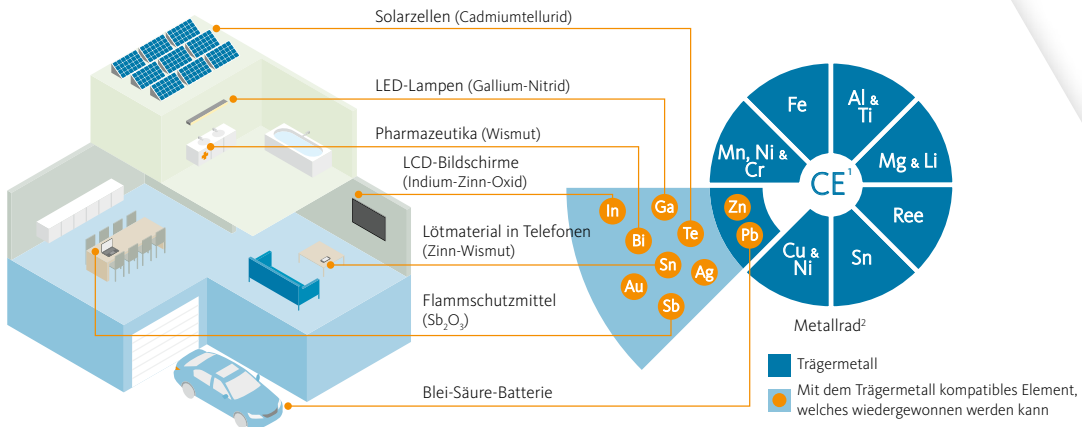 Solarzellen (Cadmiumtellurid)
LED-Lampen (Gallium-Nitrid)
Pharmazeutika (Wismut)
LCD-Bildschirme
(Indium-Zinn-Oxid)
Lötmaterial in Telefonen
(Zinn-Wismut)
Flammschutzmittel
(Sb₂O₃)
Blei-Säure-Batterie
In
Ga
Bi
Te
Sn
Ag
Au
Sb
Zn
Pb
Fe
Al &
Ti
Mn, Ni &
Cr
Mg & Li
CE¹
Ree
Cu &
Ni
Sn
Metallrad²
Trägermetall
Mit dem Trägermetall kompatibles Element,
welches wiedergewonnen werden kann